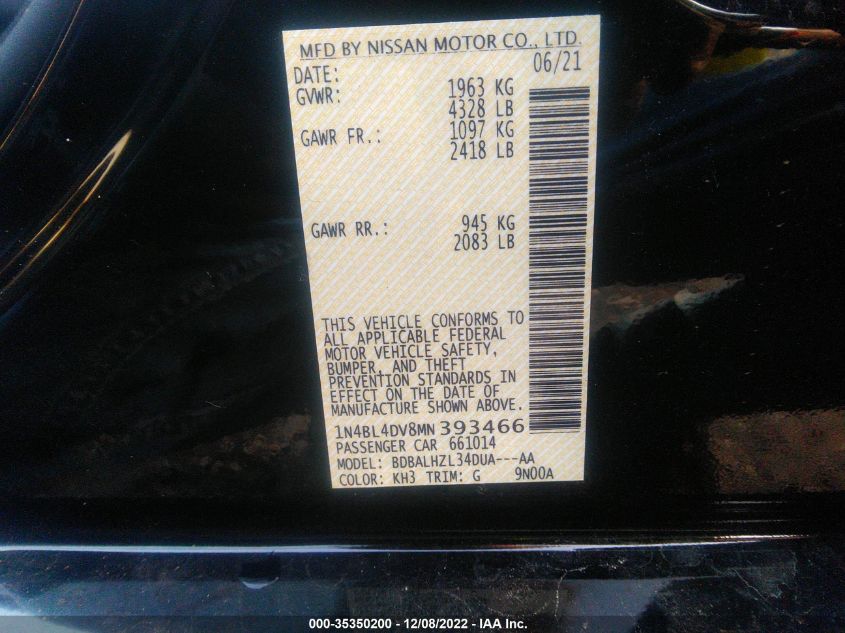 MFD BY NISSAN MOTOR CO., LTD.
DATE: 06/21
GVWR: 1963 KG
4328 LB
GAWR FR.: 1097 KG
2418 LB
GAWR RR.: 945 KG
2083 LB
THIS VEHICLE CONFORMS TO
ALL APPLICABLE FEDERAL
MOTOR VEHICLE SAFETY,
BUMPER, AND THEFT
PREVENTION STANDARDS IN
EFFECT ON THE DATE OF
MANUFACTURE SHOWN ABOVE.
1N4BL4DV8MN 393466
PASSENGER CAR 661014
MODEL: BDBALHZL34DUA---AA
COLOR: KH3 TRIM: G 9N00A
000-35350200 - 12/08/2022 - IAA Inc.